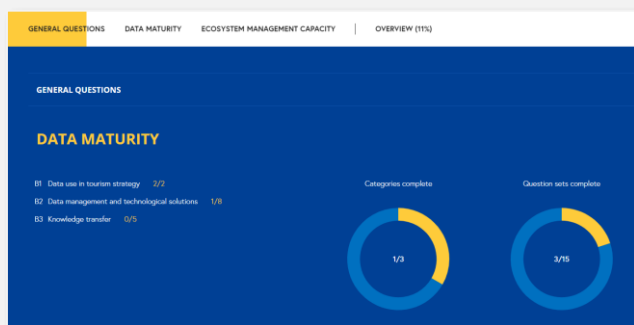 GENERAL QUESTIONS DATA MATURITY ECOSYSTEM MANAGEMENT CAPACITY | OVERVIEW (11%)
GENERAL QUESTIONS
DATA MATURITY
B1 Data use in tourism strategy 2/2
B2 Data management and technological solutions 1/8
B3 Knowledge transfer 0/5
Categories complete
1/3
Question sets complete
3/15